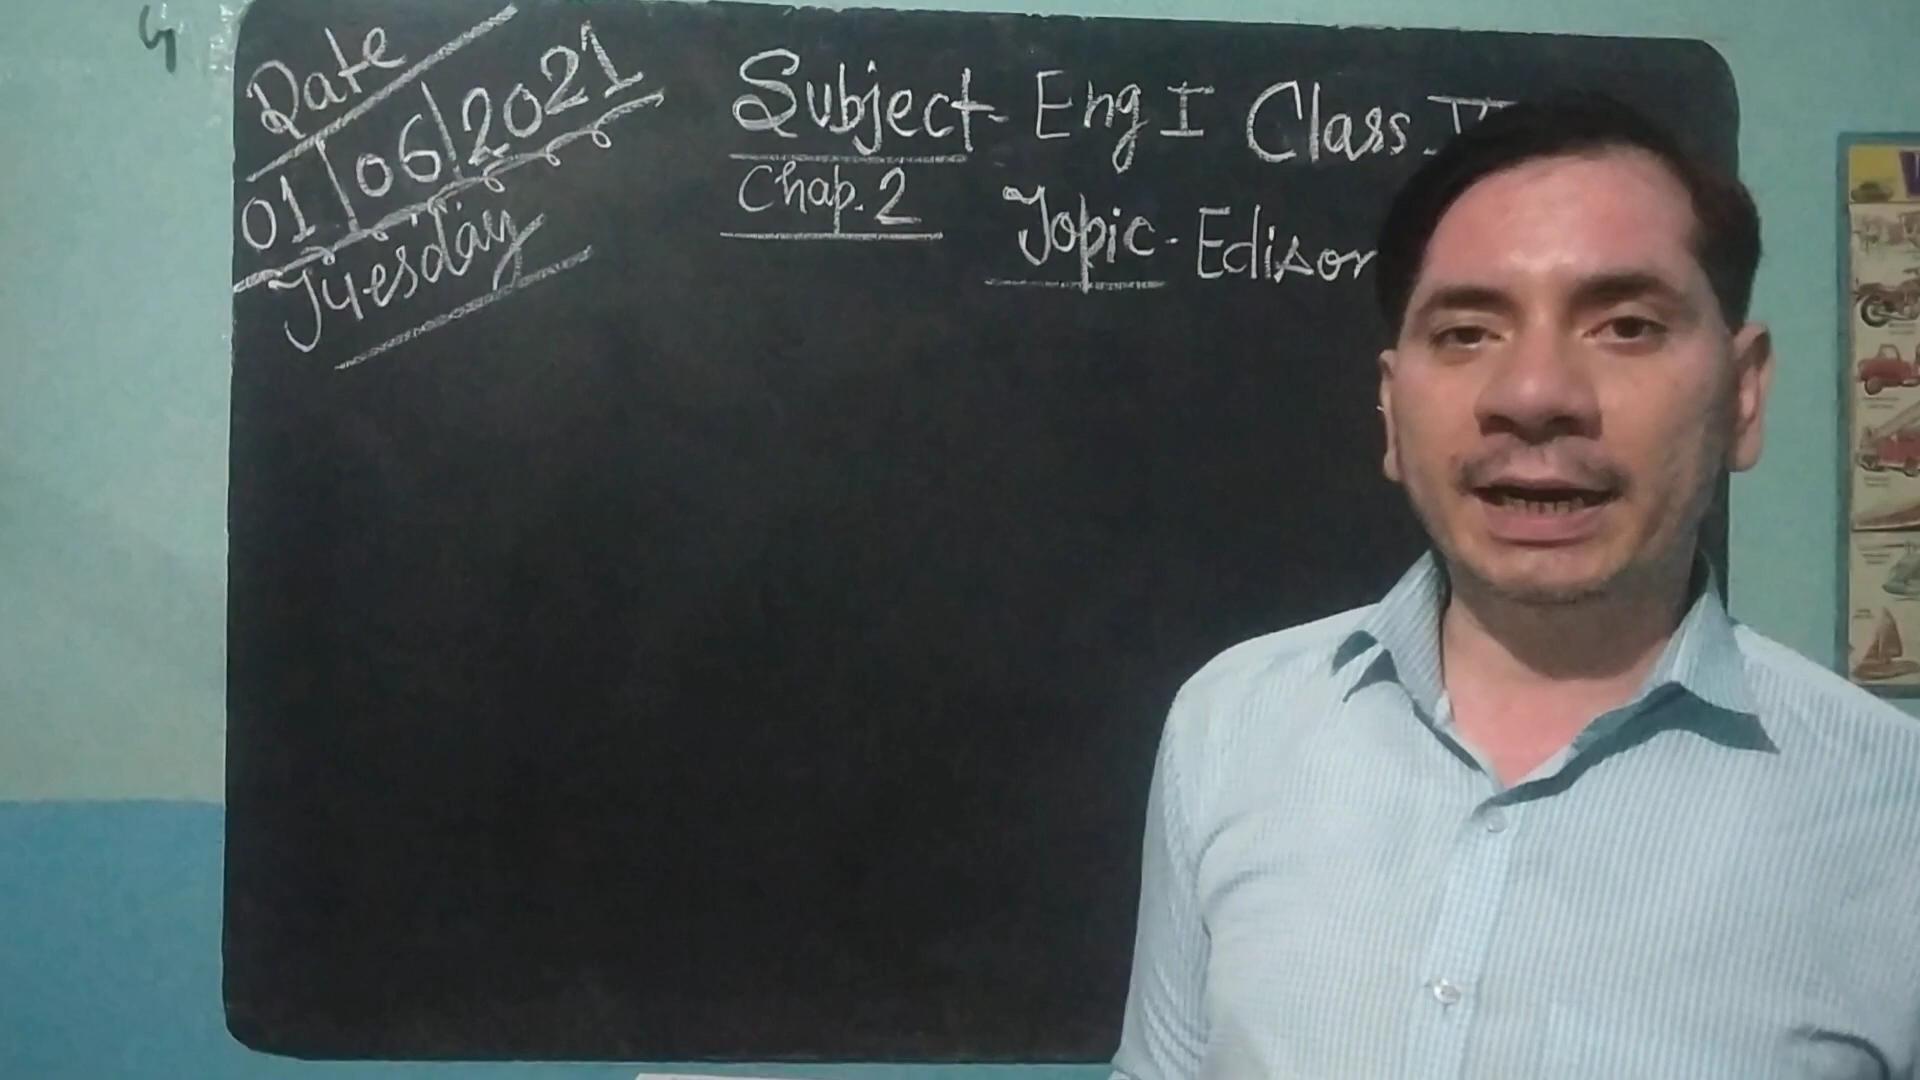 Date
01/06/2021
Tuesday
Subject- Eng I Class
Chap. 2
Topic- Edison